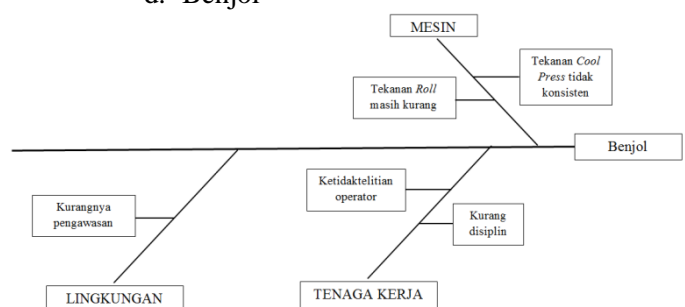 d. Benjol
MESIN
Tekanan Cool
Press tidak
konsisten
Tekanan Roll
masih kurang
Benjol
Ketidaktelitian
operator
Kurangnya
pengawasan
Kurang
disiplin
LINGKUNGAN
TENAGA KERJA